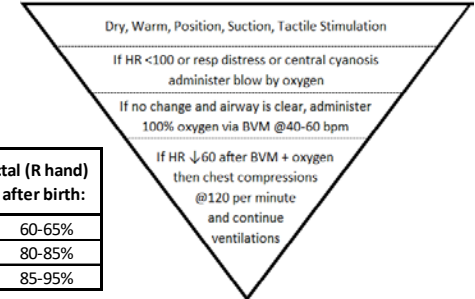 Dry, Warm, Position, Suction, Tactile Stimulation
If HR <100 or resp distress or central cyanosis
administer blow by oxygen
If no change and airway is clear, administer
100% oxygen via BVM @40-60 bpm
If HR ↓60 after BVM + oxygen
then chest compressions
@120 per minute
and continue
ventilations
(R hand)
after birth:
60-65%
80-85%
85-95%